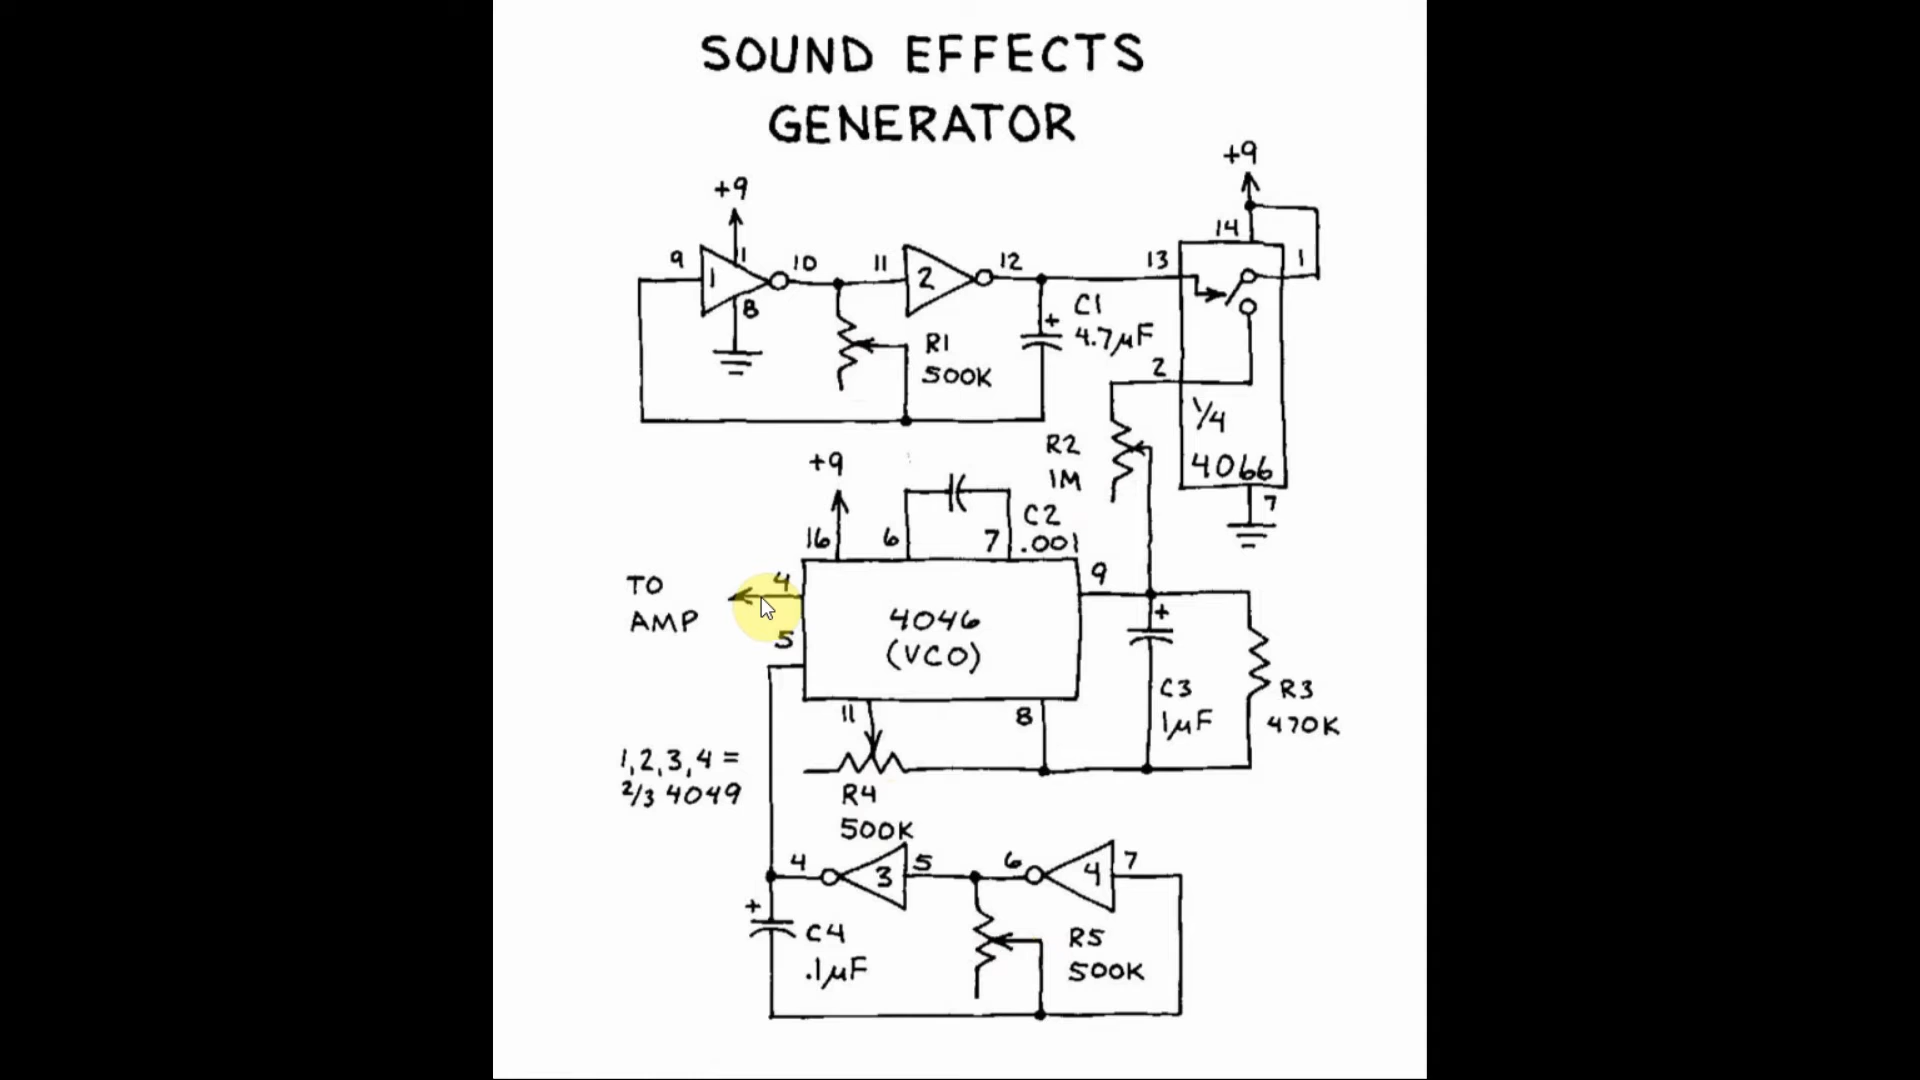 SOUND EFFECTS
GENERATOR
+9
+9
14
9
1
1
10
11
2
12
13
1
8
C1
+
4.7µF
R1
500K
2
1/4
4066
7
R2
1M
+9
16
6
7
C2
.001
TO
AMP
4
5
4046
(VCO)
9
+
C3
1µF
R3
470K
11
8
1,2,3,4 =
2/3 4049
R4
500K
4
3
5
6
4
7
+
C4
.1µF
R5
500K